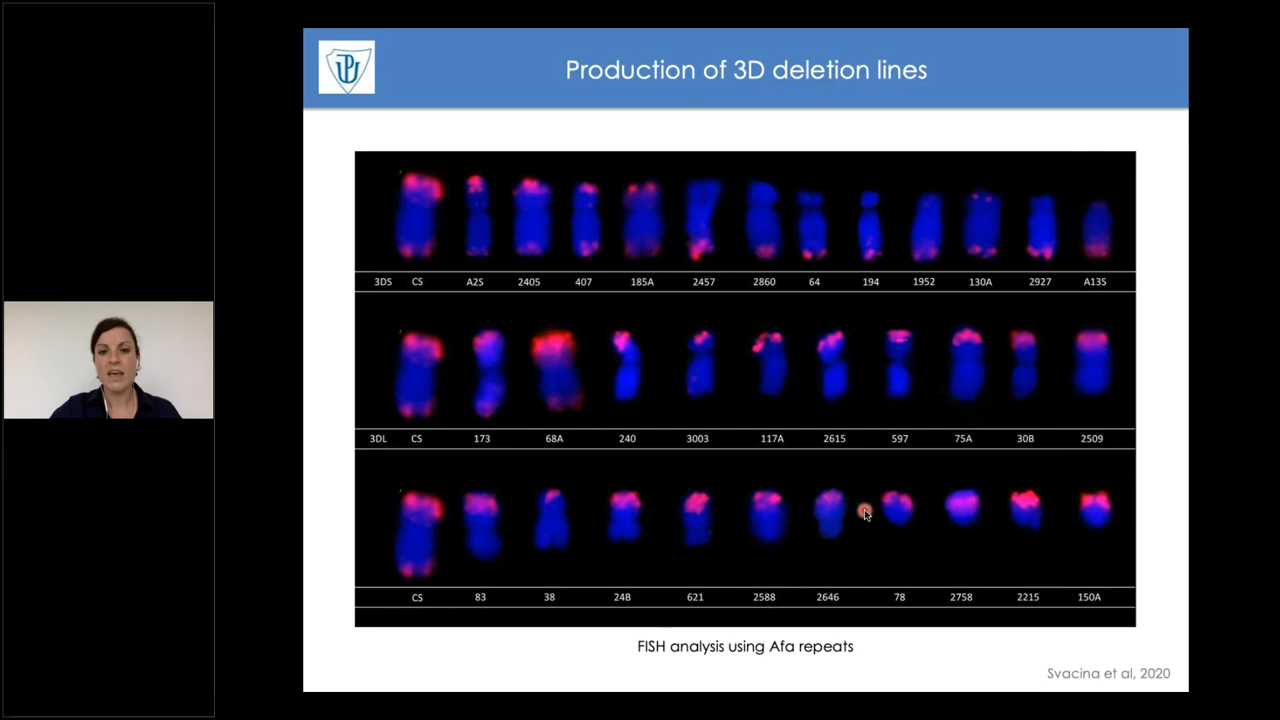 Production of 3D deletion lines
3DS CS A2S 2405 407 185A 2457 2860 64 194 1952 130A 2927 A13S
3DL CS 173 68A 240 3003 117A 2615 597 75A 30B 2509
CS 83 38 24B 621 2588 2646 78 2758 2215 150A
FISH analysis using Afa repeats
Svacina et al, 2020